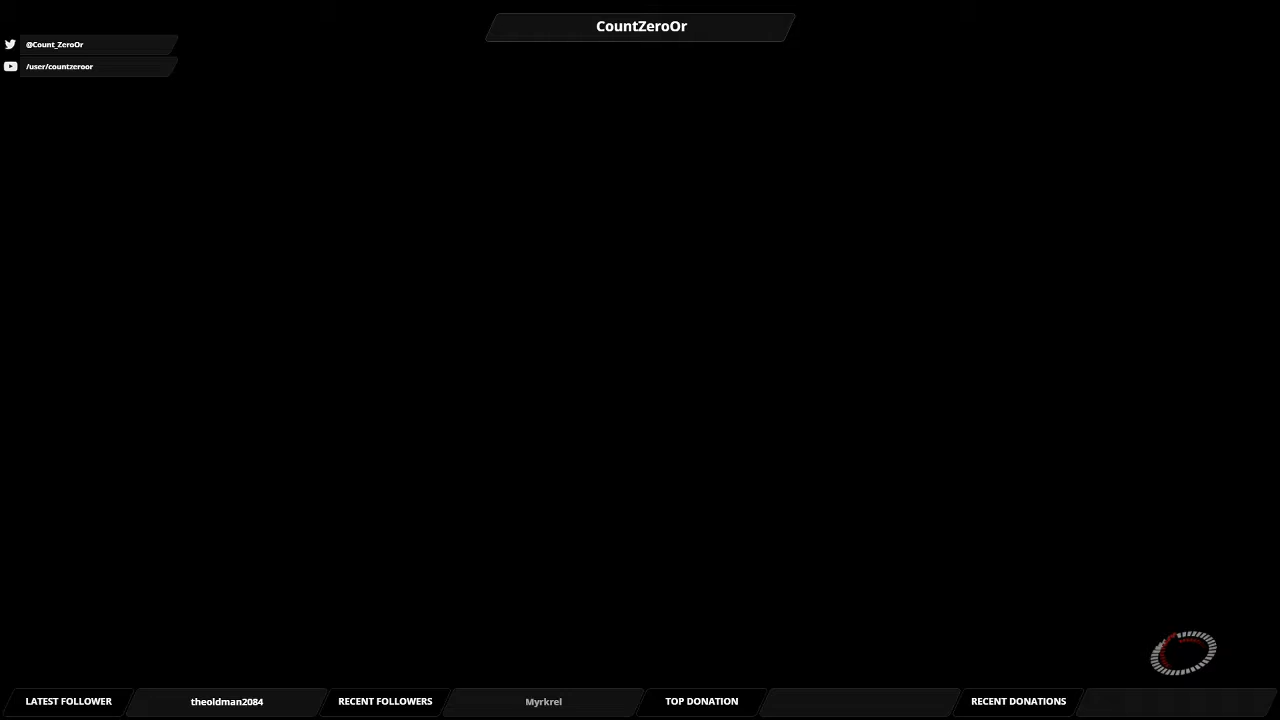 CountZeroOr
@Count_ZeroOr
/user/countzeroor
LATEST FOLLOWER
theoldman2084
RECENT FOLLOWERS
Myrkrel
TOP DONATION
RECENT DONATIONS